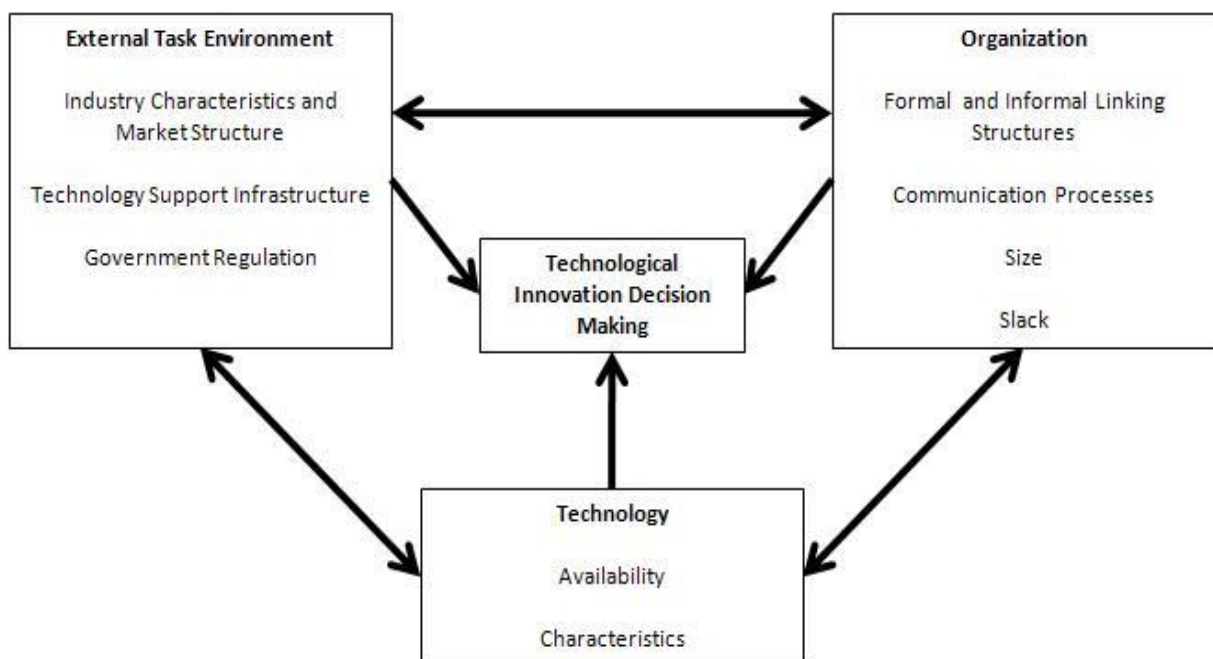 External Task Environment
Industry Characteristics and
Market Structure
Technology Support Infrastructure
Government Regulation
Organization
Formal and Informal Linking
Structures
Communication Processes
Size
Slack
Technological
Innovation Decision
Making
Technology
Availability
Characteristics